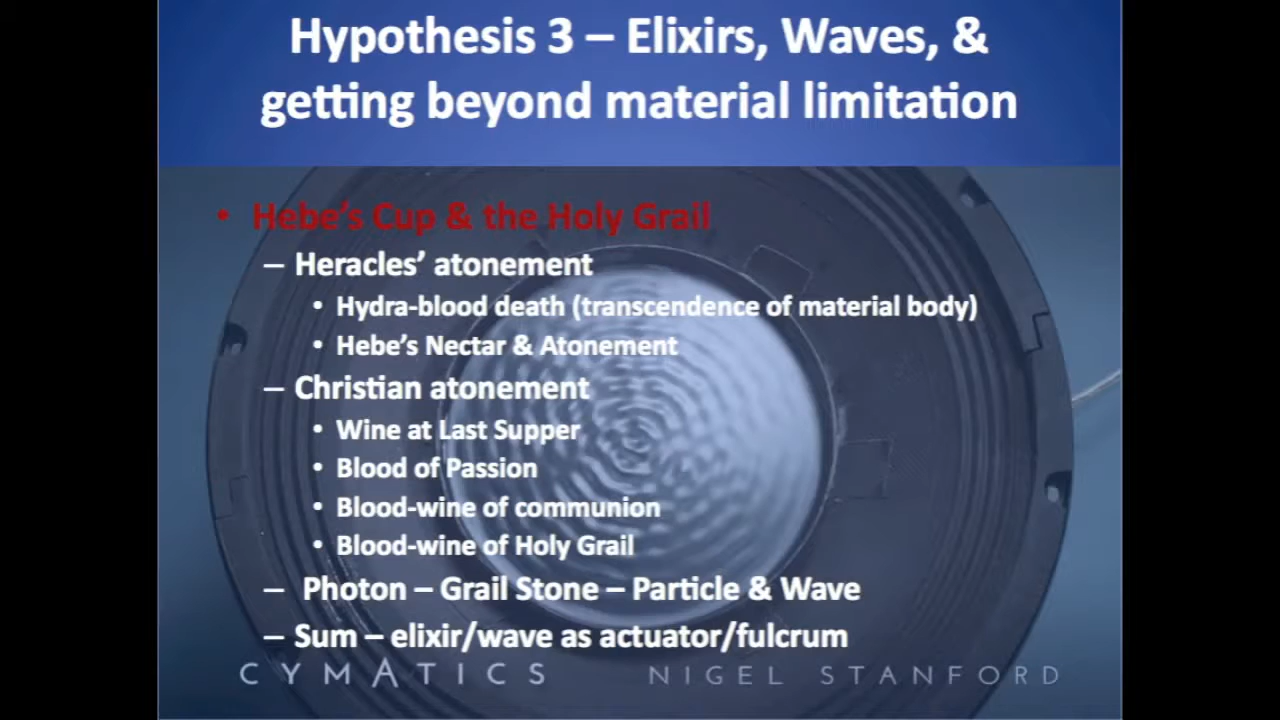 Hypothesis 3 – Elixirs, Waves, &
getting beyond material limitation
• Hebe's Cup & the Holy Grail
– Heracles' atonement
• Hydra-blood death (transcendence of material body)
• Hebe's Nectar & Atonement
– Christian atonement
• Wine at Last Supper
• Blood of Passion
• Blood-wine of communion
• Blood-wine of Holy Grail
– Photon – Grail Stone – Particle & Wave
– Sum – elixir/wave as actuator/fulcrum
CYMATICS NIGEL STANFORD